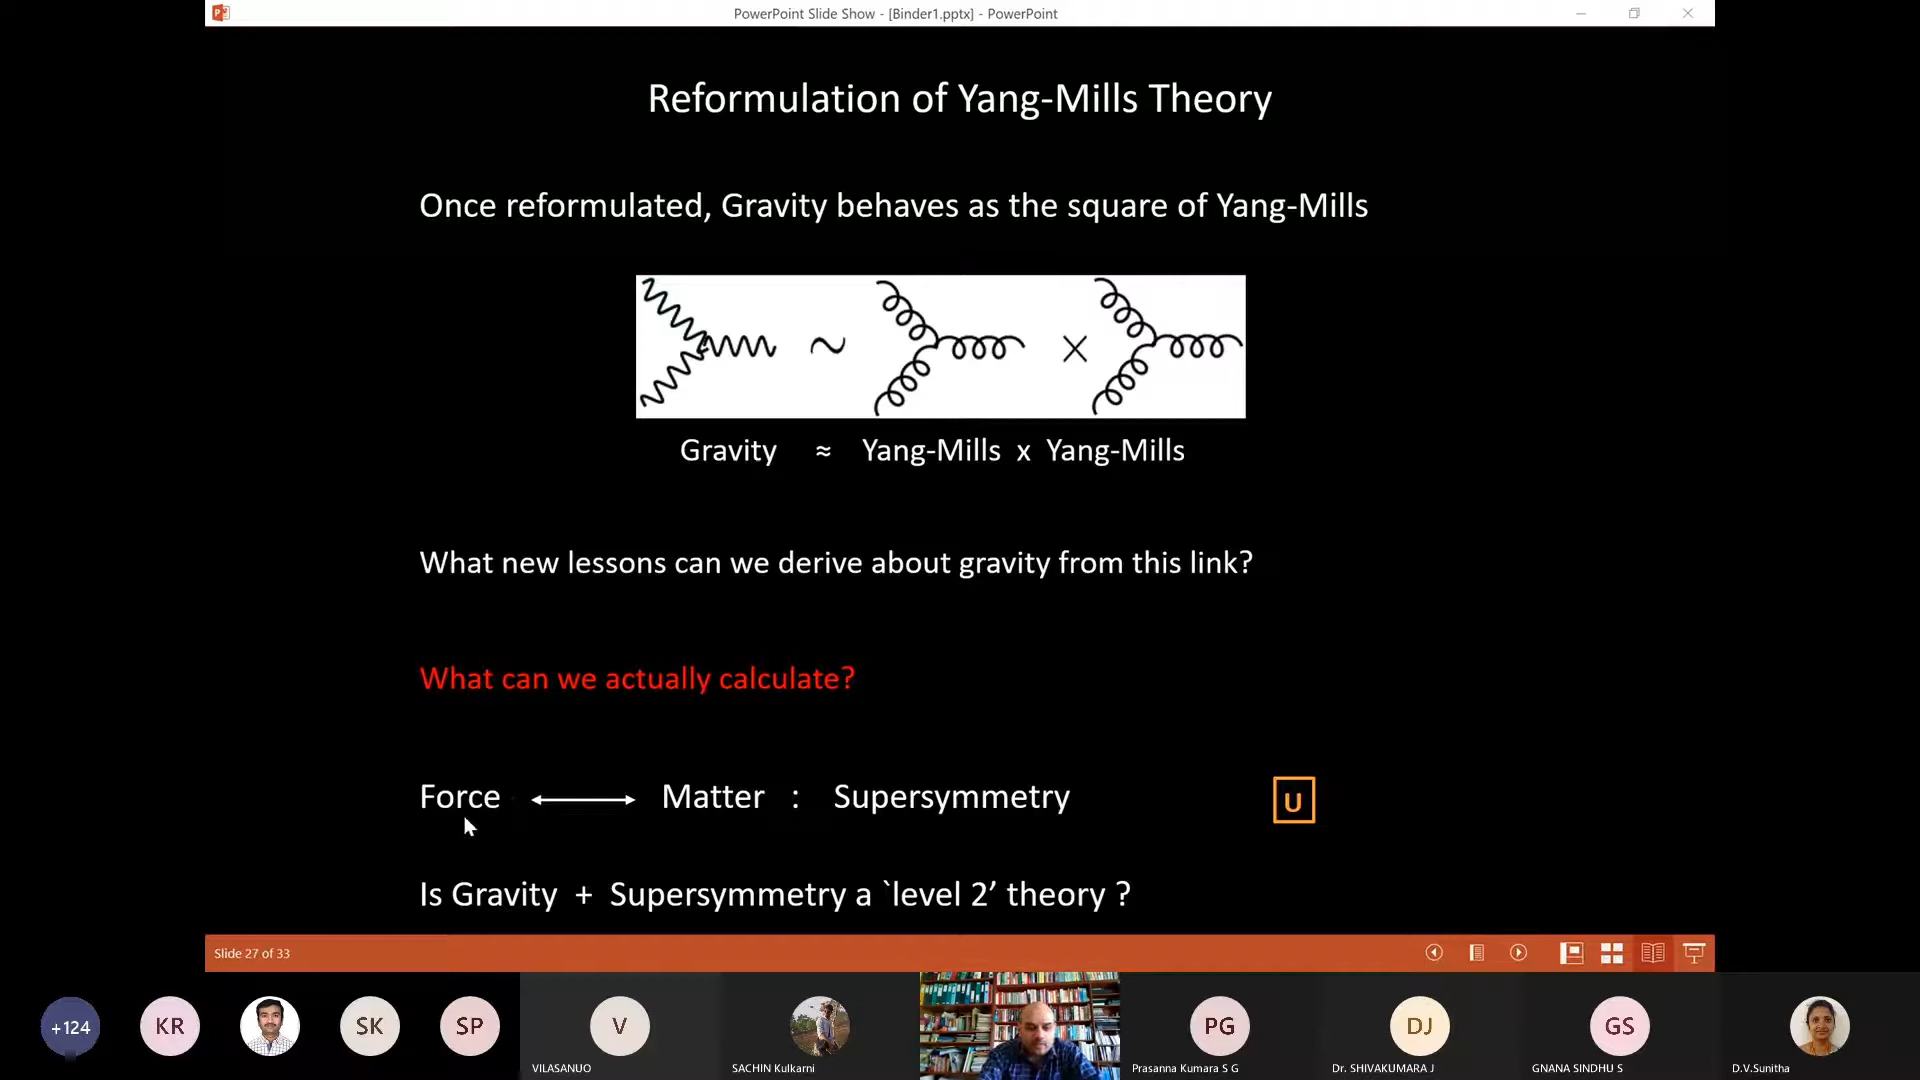 PowerPoint Slide Show - [Binder1.pptx] - PowerPoint
Reformulation of Yang-Mills Theory
Once reformulated, Gravity behaves as the square of Yang-Mills
~ ×
Gravity ≈ Yang-Mills x Yang-Mills
What new lessons can we derive about gravity from this link?
What can we actually calculate?
Force ⟷ Matter : Supersymmetry
U
Is Gravity + Supersymmetry a `level 2’ theory ?
Slide 27 of 33
+124 KR SK SP V PG DJ GS
VILASANUO SACHIN Kulkarni Prasanna Kumara S G Dr. SHIVAKUMARA J GNANA SINDHU S D.V.Sunitha